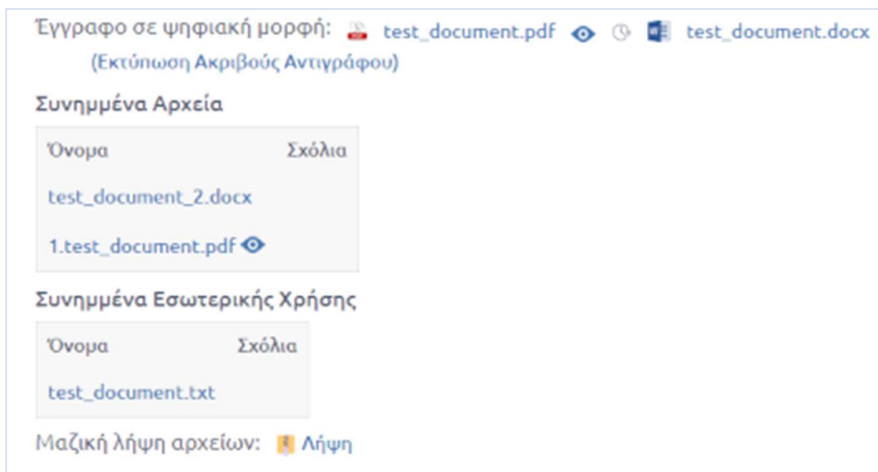 Έγγραφο σε ψηφιακή μορφή: test_document.pdf test_document.docx
(Εκτύπωση Ακριβούς Αντιγράφου)
Συνημμένα Αρχεία
Όνομα Σχόλια
test_document_2.docx
1.test_document.pdf
Συνημμένα Εσωτερικής Χρήσης
Όνομα Σχόλια
test_document.txt
Μαζική λήψη αρχείων: Λήψη